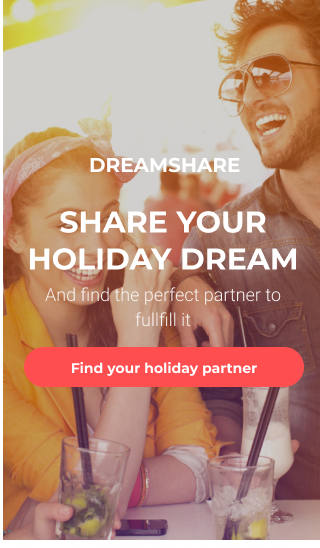 DREAMSHARE
SHARE YOUR
HOLIDAY DREAM
And find the perfect partner to
fullfill it
Find your holiday partner